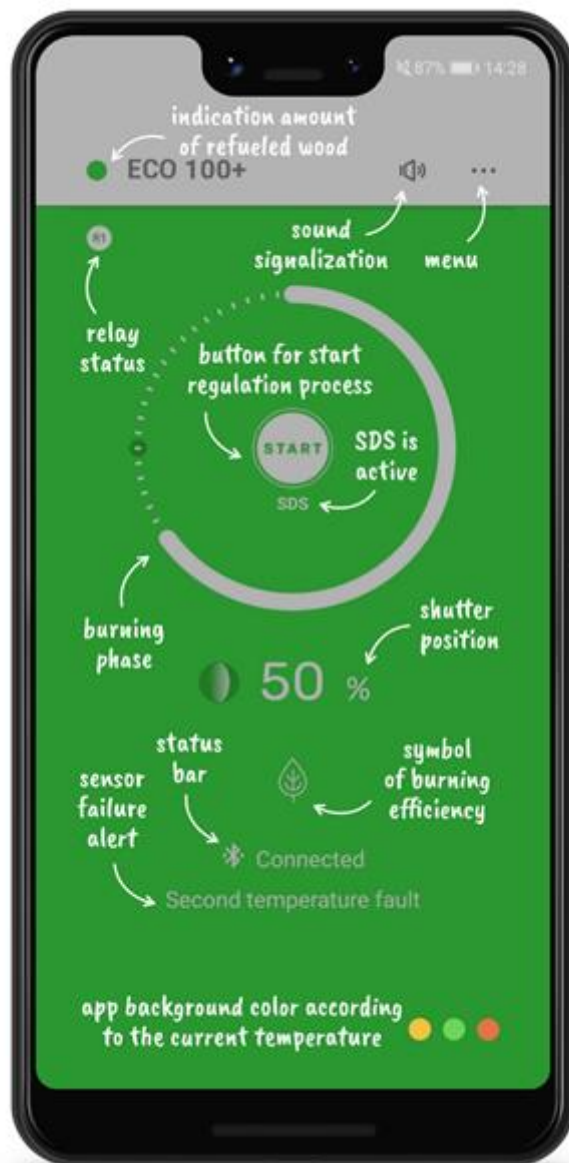 87% 14:28
indication amount
of refueled wood
ECO 100+
sound
signalization
menu
R1
relay
status
button for start
regulation process
START
SDS is
active
SDS
burning
phase
shutter
position
50 %
status
bar
symbol
of burning
efficiency
sensor
failure
alert
Connected
Second temperature fault
app background color according
to the current temperature